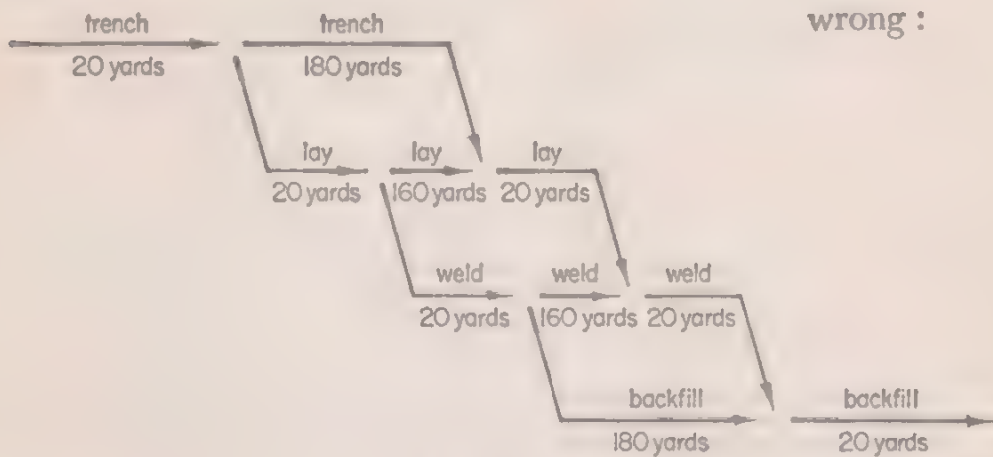 wrong :
trench trench
20 yards 180 yards
lay lay lay
20 yards 160 yards 20 yards
weld weld weld
20 yards 160 yards 20 yards
backfill backfill
180 yards 20 yards